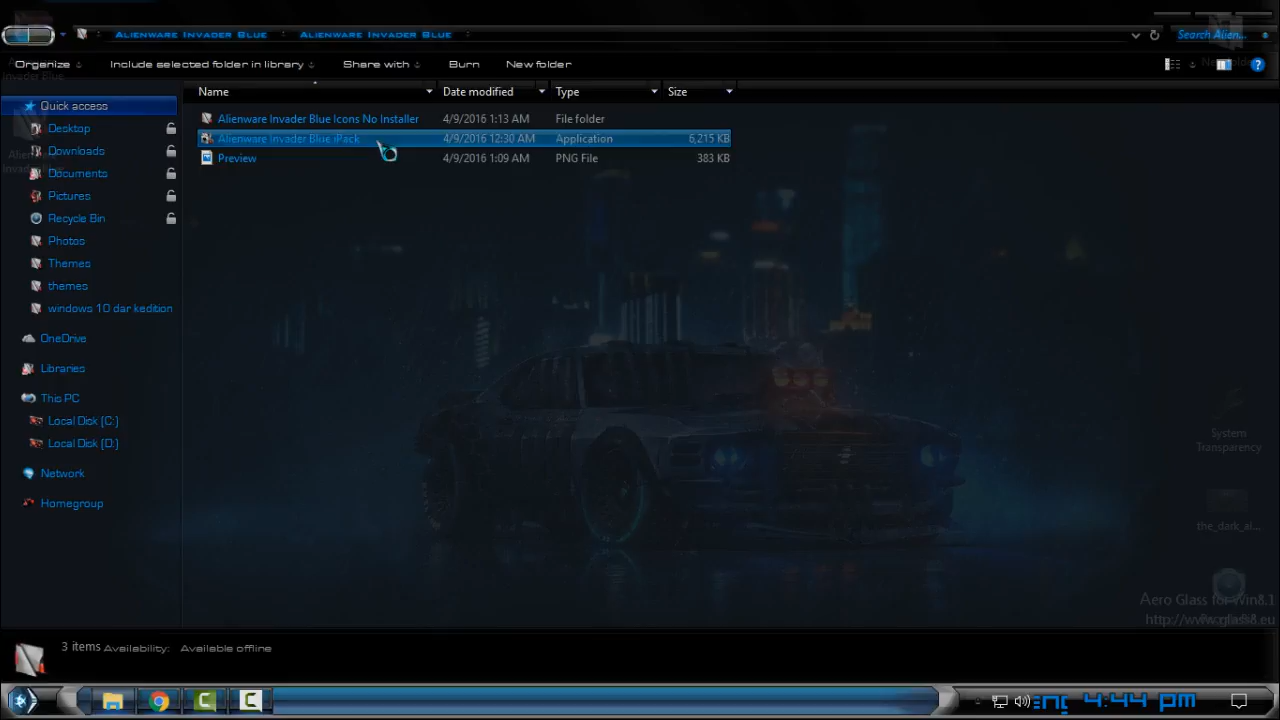 Alienware Invader Blue Alienware Invader Blue Search Alien...
Organize Include selected folder in library Share with Burn New folder
Name Date modified Type Size
Quick access
Desktop
Downloads
Documents
Pictures
Recycle Bin
Photos
Themes
themes
windows 10 dar kedition
OneDrive
Libraries
This PC
Local Disk (C:)
Local Disk (D:)
Network
Homegroup
Alienware Invader Blue Icons No Installer 4/9/2016 1:13 AM File folder
Alienware Invader Blue iPack 4/9/2016 12:30 AM Application 6,215 KB
Preview 4/9/2016 1:09 AM PNG File 383 KB
System
Transparency
the_dark_ai...
Aero Glass for Win8.1
http://www.glass8.eu
3 items Availability: Available offline
4:44 pm